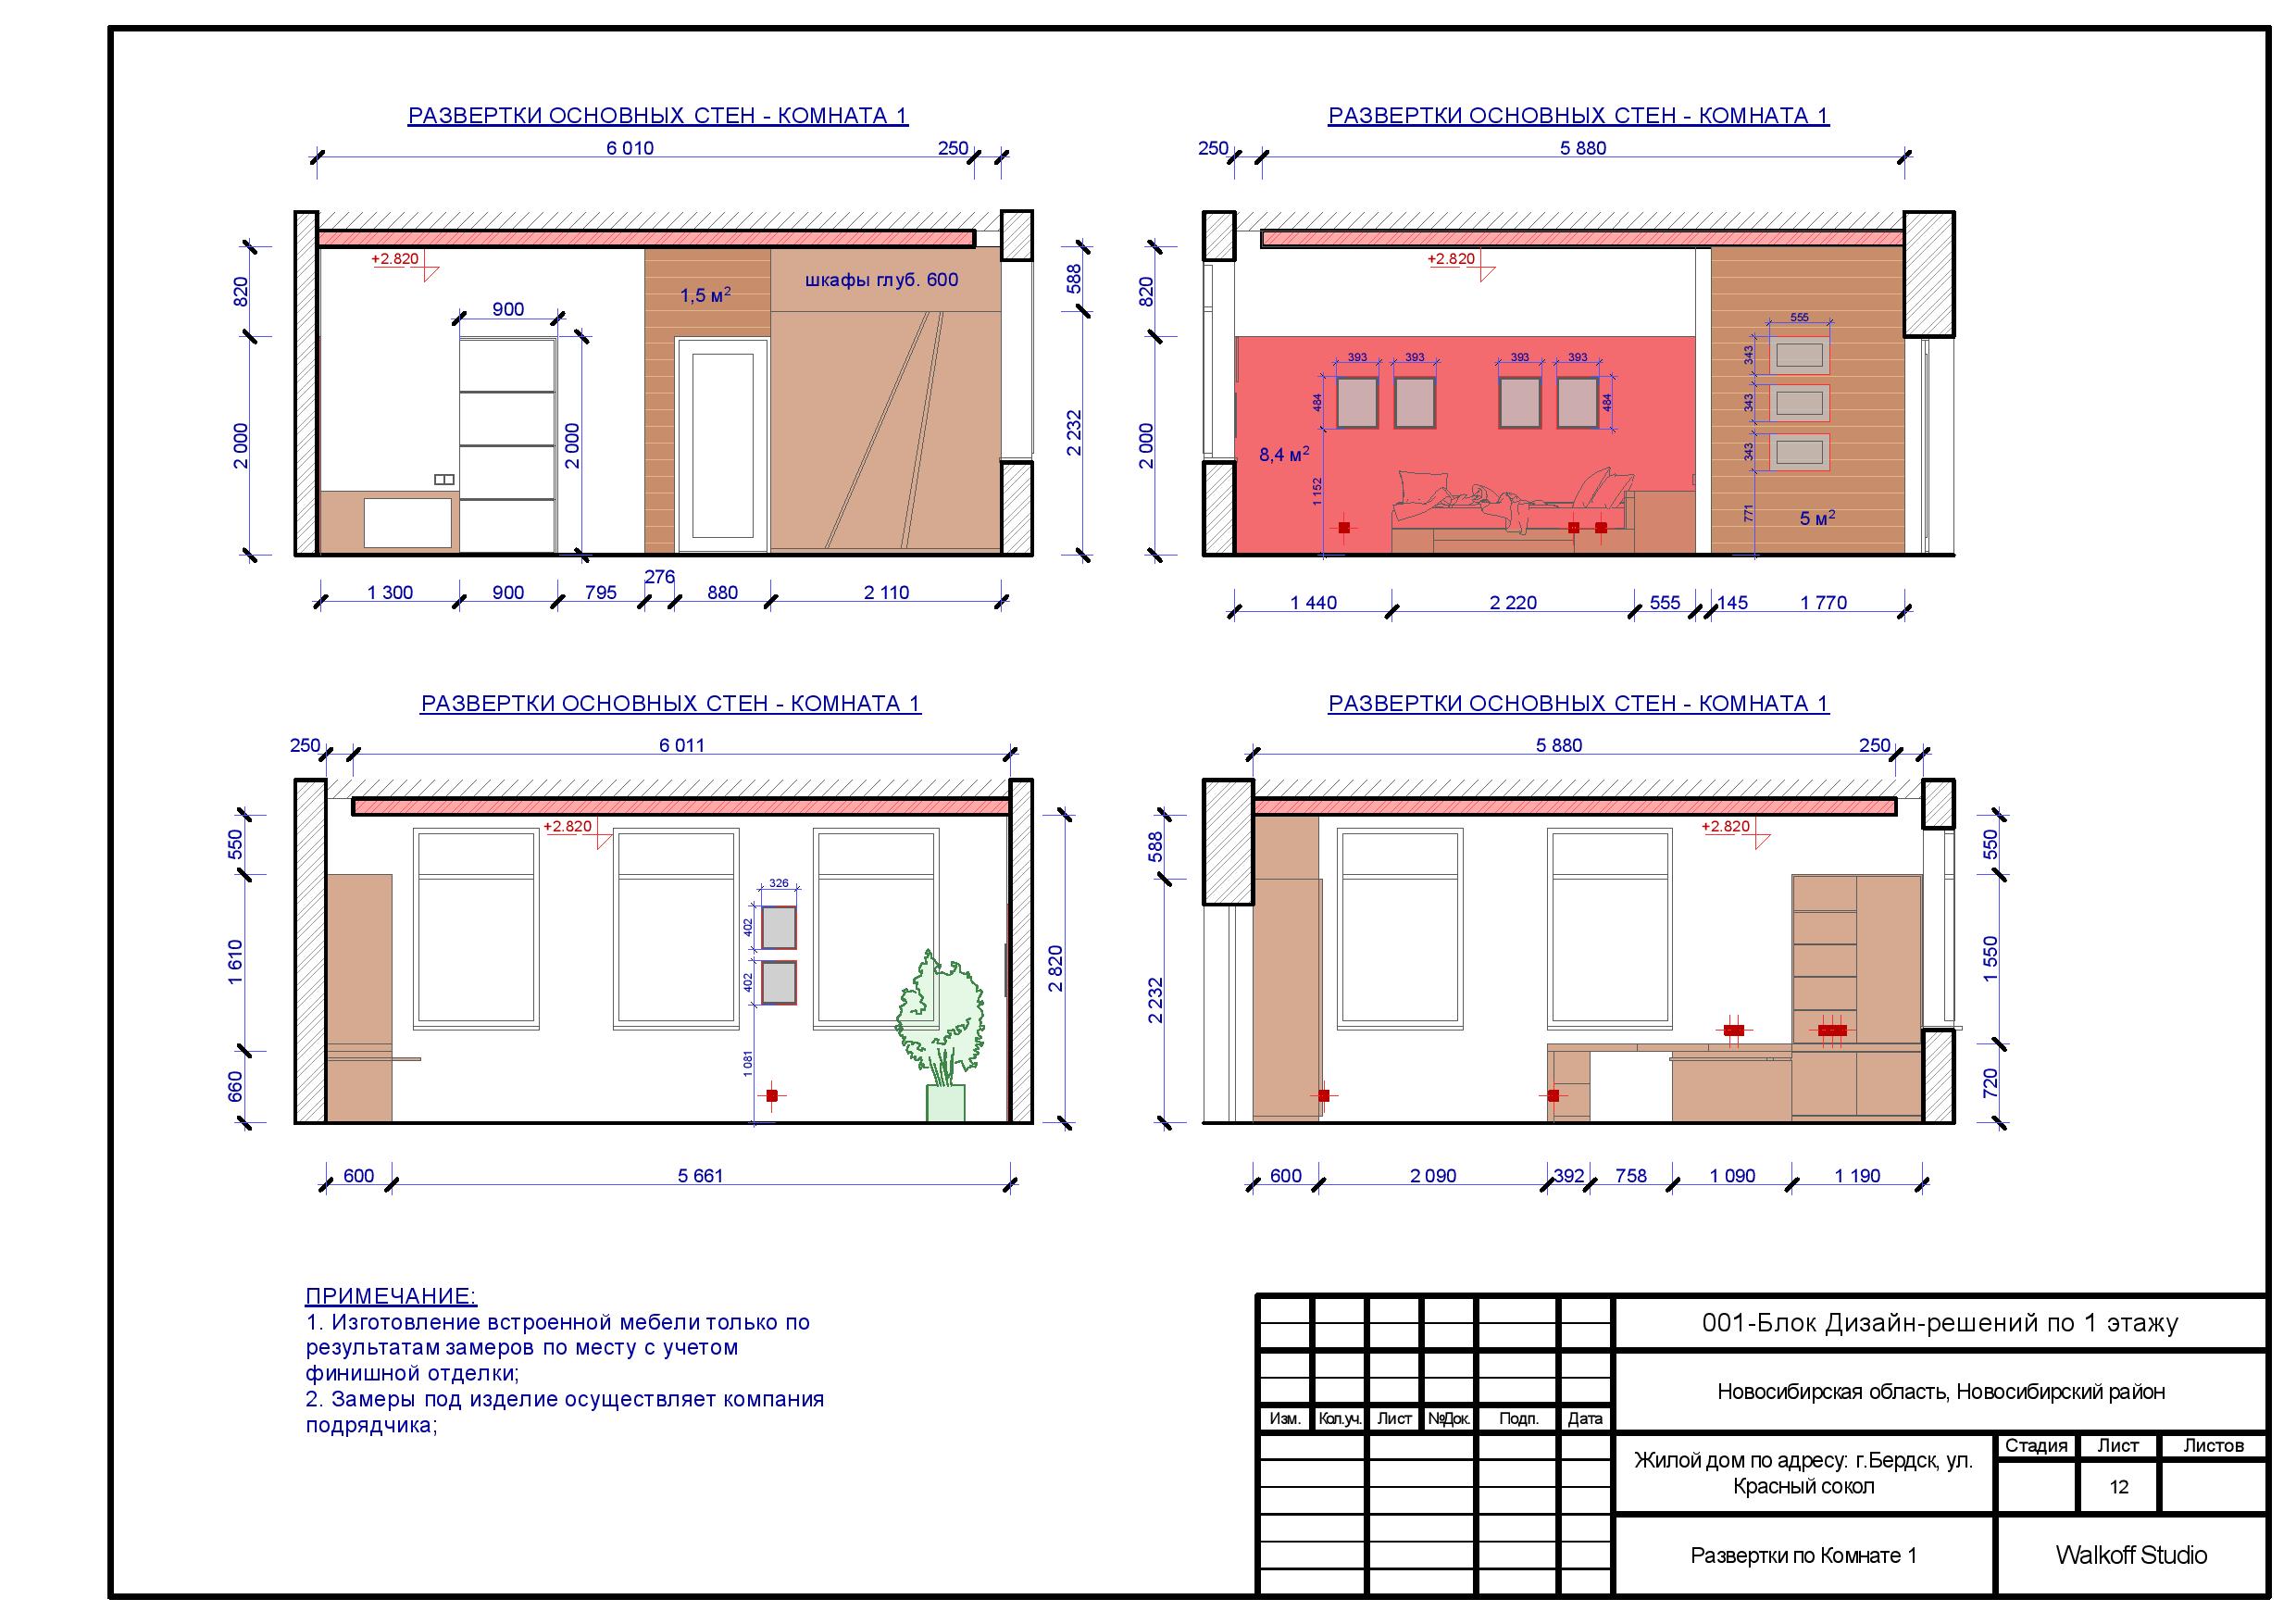 РАЗВЕРТКИ ОСНОВНЫХ СТЕН - КОМНАТА 1
6 010
250
+2.820
820
2 000
900
2 000
1,5 м²
шкафы глуб. 600
588
2 232
1 300
900
795
276
880
2 110
РАЗВЕРТКИ ОСНОВНЫХ СТЕН - КОМНАТА 1
250
5 880
+2.820
820
2 000
393
393
393
393
484
484
8,4 м²
1 152
555
343
343
343
771
5 м²
1 440
2 220
555
145
1 770
РАЗВЕРТКИ ОСНОВНЫХ СТЕН - КОМНАТА 1
250
6 011
+2.820
550
1 610
660
326
402
402
1 081
2 820
600
5 661
РАЗВЕРТКИ ОСНОВНЫХ СТЕН - КОМНАТА 1
5 880
250
+2.820
588
2 232
550
1 550
720
600
2 090
392
758
1 090
1 190
ПРИМЕЧАНИЕ:
1. Изготовление встроенной мебели только по
результатам замеров по месту с учетом
финишной отделки;
2. Замеры под изделие осуществляет компания
подрядчика;
001-Блок Дизайн-решений по 1 этажу
Новосибирская область, Новосибирский район
Изм. Кол.уч. Лист №Док. Подп. Дата
Жилой дом по адресу: г.Бердск, ул.
Красный сокол
Стадия Лист Листов
12
Развертки по Комнате 1
Walkoff Studio